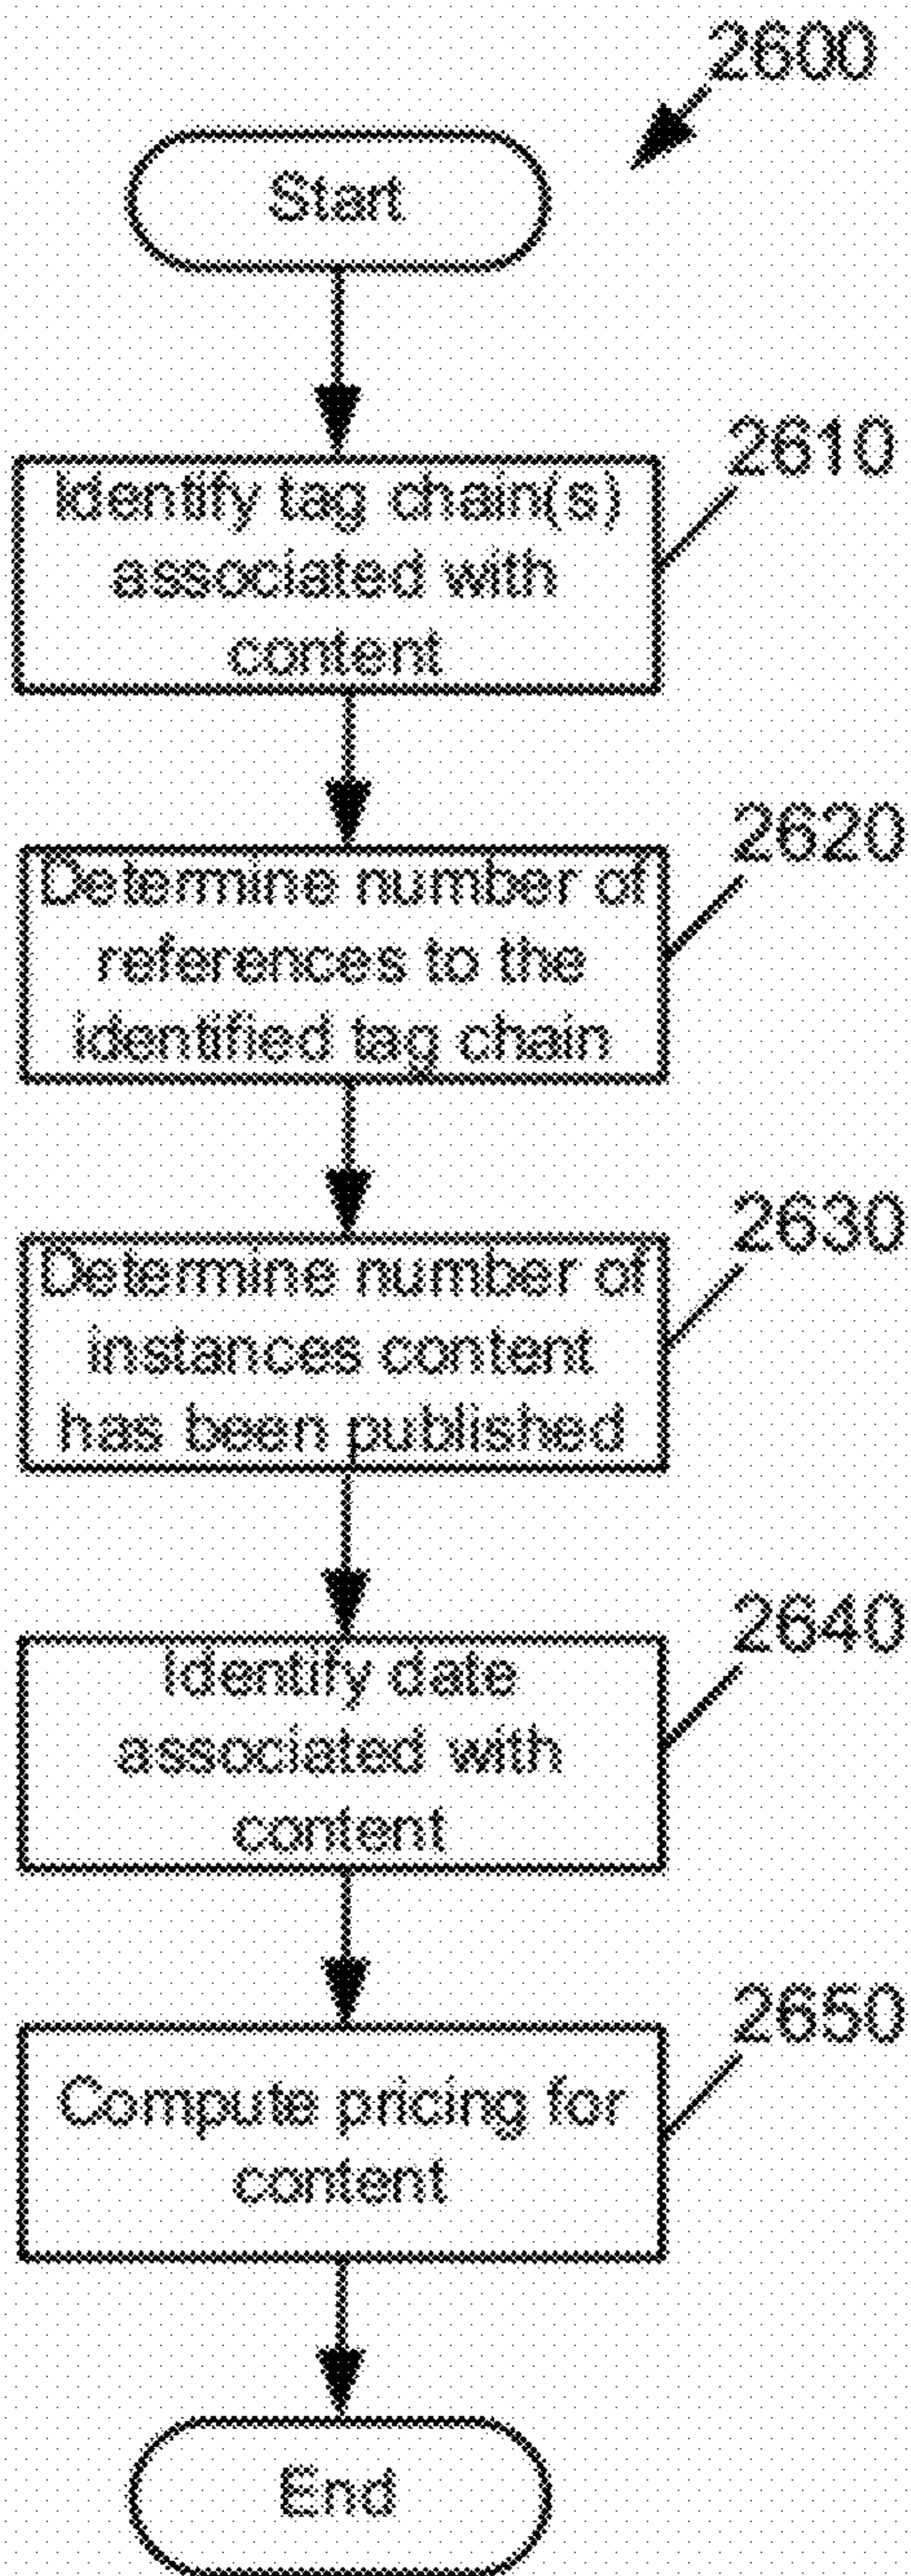 2600
Start
2610
Identify tag chain(s)
associated with
content
2620
Determine number of
references to the
identified tag chain
2630
Determine number of
instances content
has been published
2640
Identify date
associated with
content
2650
Compute pricing for
content
End